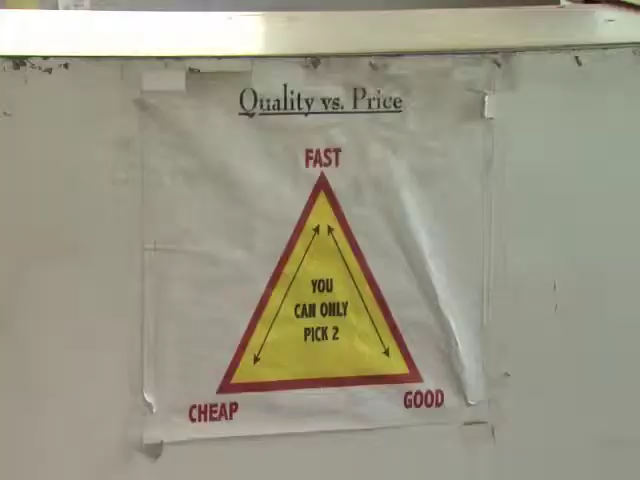 Quality vs. Price
FAST
YOU
CAN ONLY
PICK 2
CHEAP
GOOD